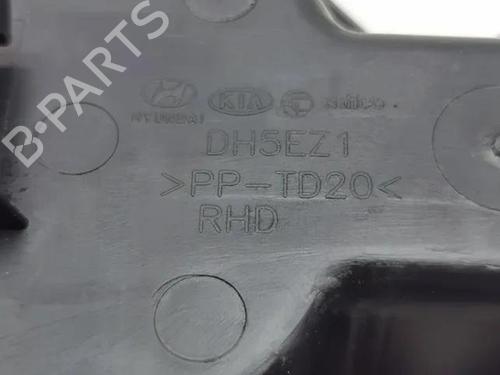 HYUNDAI KIA
DH5EZ1
>PP-TD20<
RHD
B-PARTS